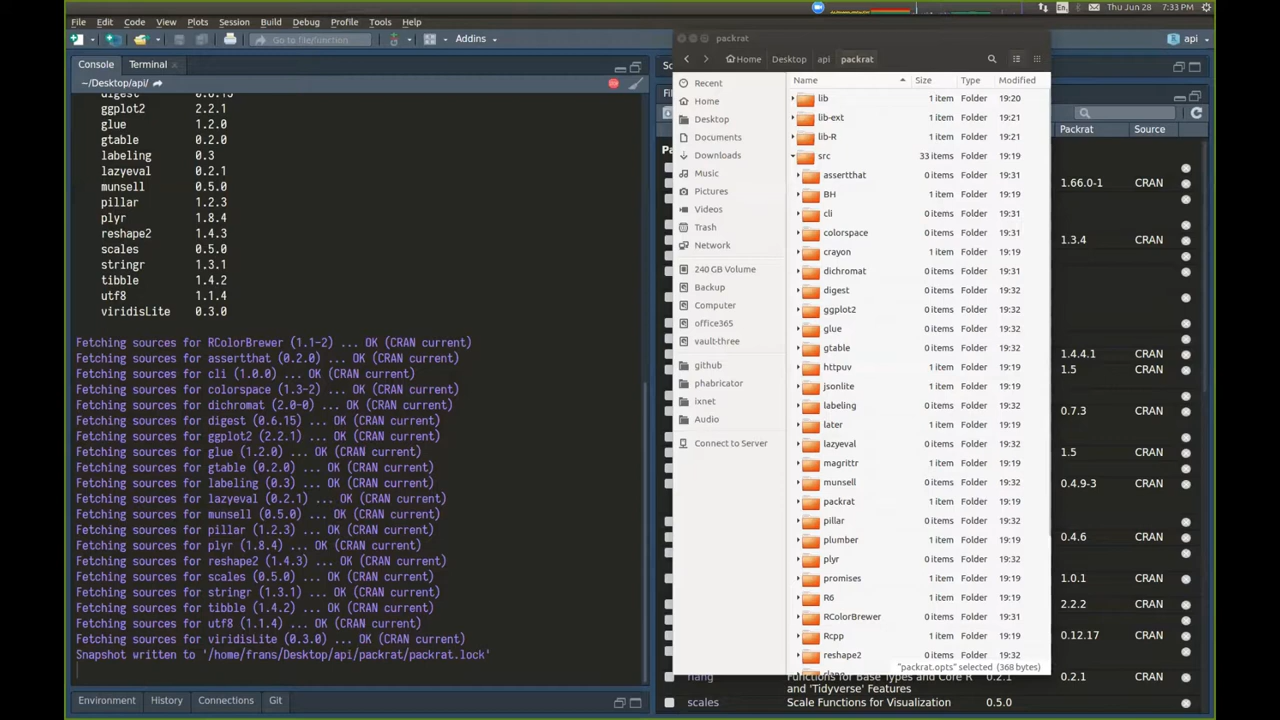 En
Thu Jun 28
7:33 PM
File Edit Code View Plots Session Build Debug Profile Tools Help
Go to file/function
Addins
api
Console Terminal
~/Desktop/api/
ggplot2 2.2.1
glue 1.2.0
gtable 0.2.0
labeling 0.3
lazyeval 0.2.1
munsell 0.5.0
pillar 1.2.3
plyr 1.8.4
reshape2 1.4.3
scales 0.5.0
stringr 1.3.1
tibble 1.4.2
utf8 1.1.4
viridisLite 0.3.0
Fetching sources for RColorBrewer (1.1-2) ... OK (CRAN current)
Fetching sources for assertthat (0.2.0) ... OK (CRAN current)
Fetching sources for cli (1.0.0) ... OK (CRAN current)
Fetching sources for colorspace (1.3-2) ... OK (CRAN current)
Fetching sources for dichromat (2.0-0) ... OK (CRAN current)
Fetching sources for digest (0.6.15) ... OK (CRAN current)
Fetching sources for ggplot2 (2.2.1) ... OK (CRAN current)
Fetching sources for glue (1.2.0) ... OK (CRAN current)
Fetching sources for gtable (0.2.0) ... OK (CRAN current)
Fetching sources for labeling (0.3) ... OK (CRAN current)
Fetching sources for lazyeval (0.2.1) ... OK (CRAN current)
Fetching sources for munsell (0.5.0) ... OK (CRAN current)
Fetching sources for pillar (1.2.3) ... OK (CRAN current)
Fetching sources for plyr (1.8.4) ... OK (CRAN current)
Fetching sources for reshape2 (1.4.3) ... OK (CRAN current)
Fetching sources for scales (0.5.0) ... OK (CRAN current)
Fetching sources for stringr (1.3.1) ... OK (CRAN current)
Fetching sources for tibble (1.4.2) ... OK (CRAN current)
Fetching sources for utf8 (1.1.4) ... OK (CRAN current)
Fetching sources for viridisLite (0.3.0) ... OK (CRAN current)
Snapshot written to '/home/frans/Desktop/api/packrat/packrat.lock'
Environment History Connections Git
packrat
Home Desktop api packrat
Recent
Home
Desktop
Documents
Downloads
Music
Pictures
Videos
Trash
Network
240 GB Volume
Backup
Computer
office365
vault-three
github
phabricator
ixnet
Audio
Connect to Server
Name Size Type Modified
lib 1 item Folder 19:20
lib-ext 1 item Folder 19:21
lib-R 1 item Folder 19:21
src 33 items Folder 19:19
assertthat 0 items Folder 19:31
BH 1 item Folder 19:19
cli 0 items Folder 19:31
colorspace 0 items Folder 19:31
crayon 1 item Folder 19:19
dichromat 0 items Folder 19:31
digest 0 items Folder 19:32
ggplot2 0 items Folder 19:32
glue 0 items Folder 19:32
gtable 0 items Folder 19:32
httpuv 1 item Folder 19:19
jsonlite 1 item Folder 19:19
labeling 0 items Folder 19:32
later 1 item Folder 19:19
lazyeval 0 items Folder 19:32
magrittr 1 item Folder 19:19
munsell 0 items Folder 19:32
packrat 1 item Folder 19:19
pillar 0 items Folder 19:32
plumber 1 item Folder 19:19
plyr 0 items Folder 19:32
promises 1 item Folder 19:19
R6 1 item Folder 19:19
RColorBrewer 0 items Folder 19:31
Rcpp 1 item Folder 19:19
reshape2 0 items Folder 19:32
"packrat.opts" selected (368 bytes)
Packrat Source
1.66.0-1 CRAN
1.3.4 CRAN
1.4.4.1 CRAN
1.5 CRAN
0.7.3 CRAN
1.5 CRAN
0.4.9-3 CRAN
0.4.6 CRAN
1.0.1 CRAN
2.2.2 CRAN
0.12.17 CRAN
rlang Functions for Base Types and Core R 0.2.1 0.2.1 CRAN
and 'Tidyverse' Features
scales Scale Functions for Visualization 0.5.0